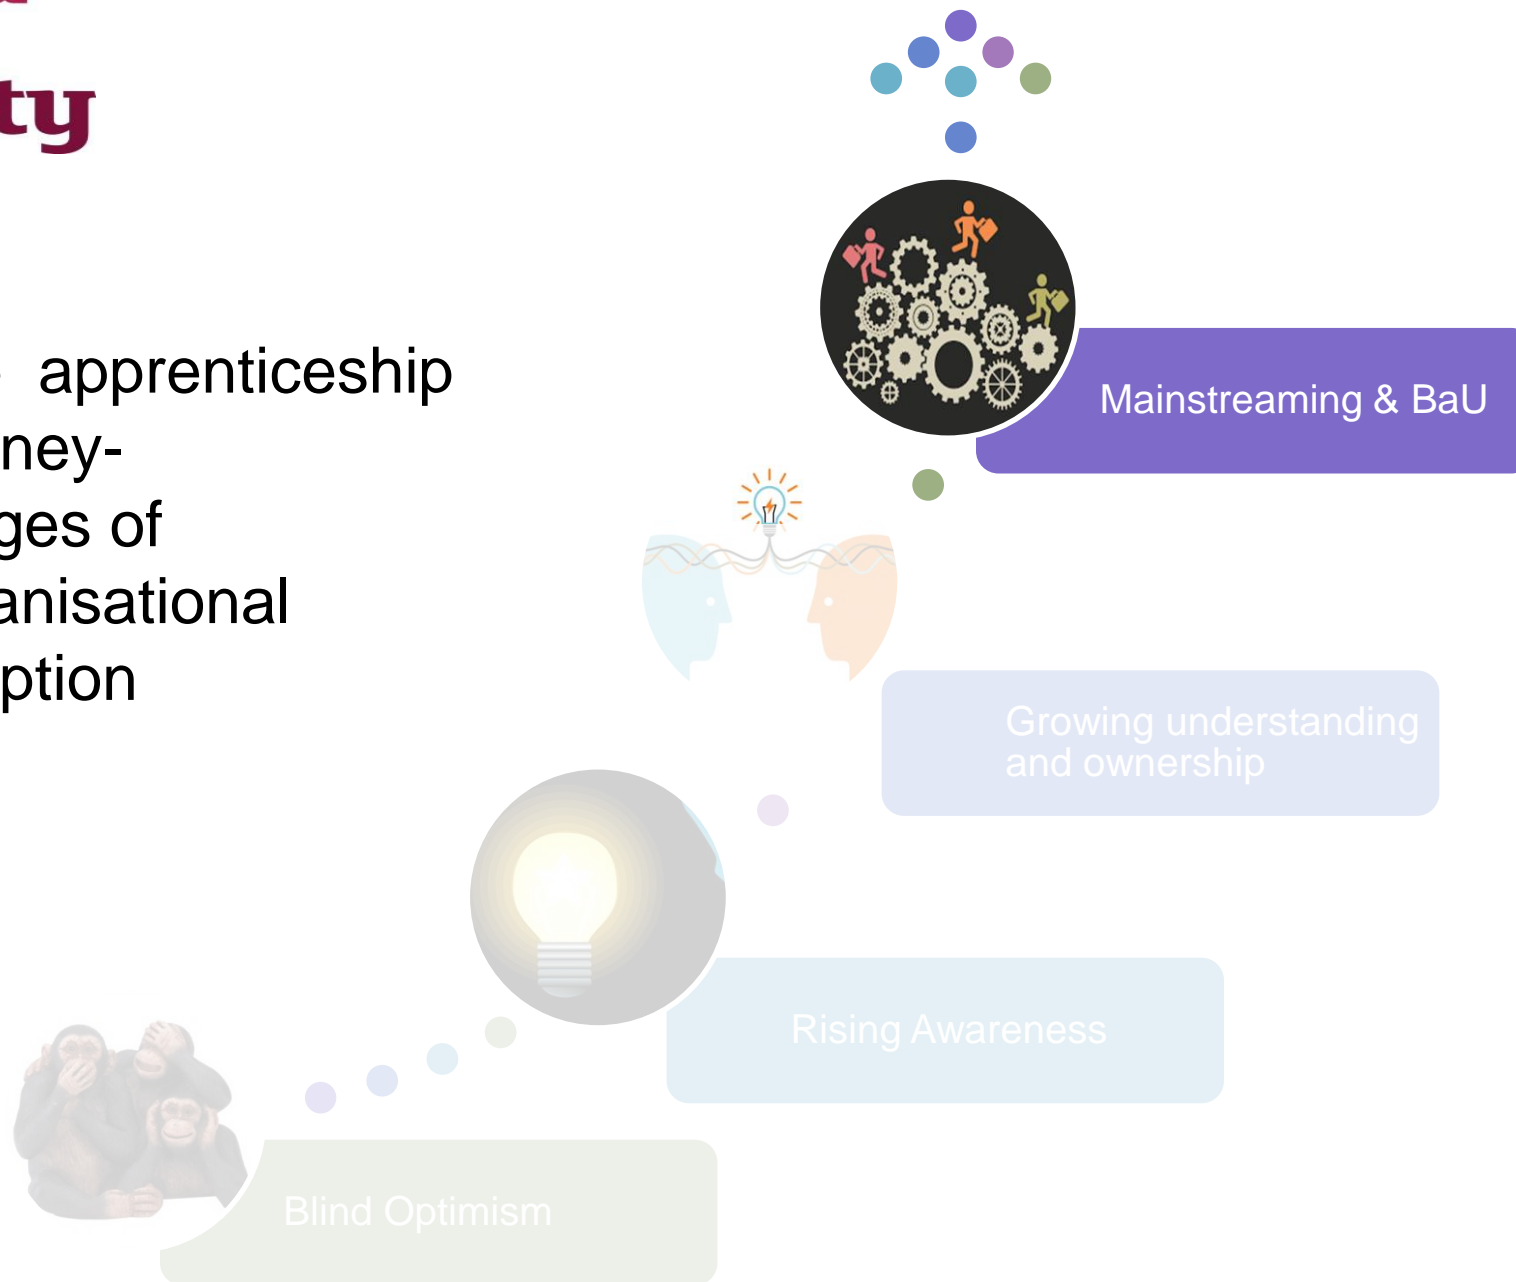 ty
apprenticeship
ney-
ges of
anisational
ption
Mainstreaming & BaU
Growing understanding
and ownership
Rising Awareness
Blind Optimism